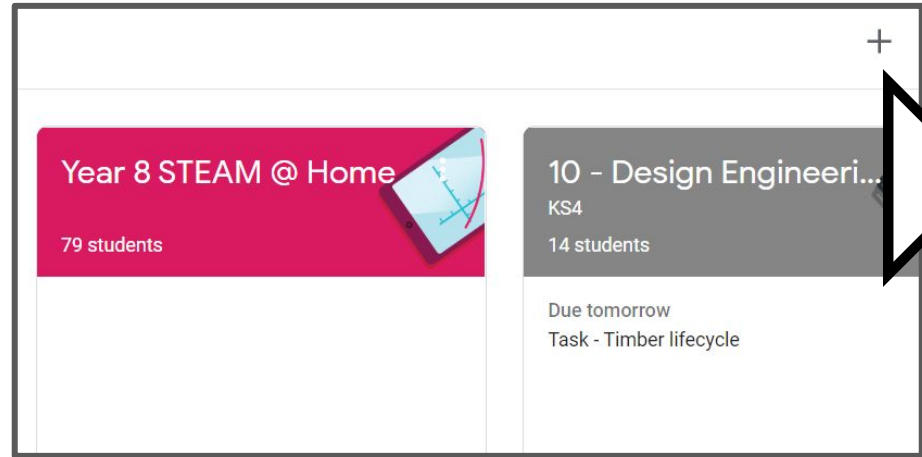 Year 8 STEAM @ Home
79 students
10 - Design Engineeri...
KS4
14 students
Due tomorrow
Task - Timber lifecycle